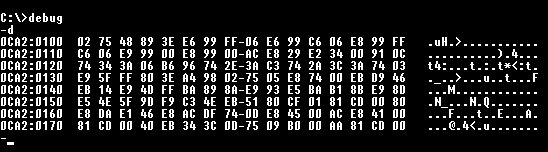 C:\>debug
-d
0CA2:0100  02 75 48 89 3E E6 99 FF-06 E6 99 C6 06 E8 99 FF   .uH.>...........
0CA2:0110  C6 06 E9 99 00 E8 99 00-AC E8 29 E2 34 00 91 0C   ..........).4...
0CA2:0120  74 34 3A 06 B6 96 74 2E-3A C3 74 2A 3C 3A 74 03   t4:...t.:.t*<:t.
0CA2:0130  E9 5F FF 80 3E A4 98 02-75 05 E8 74 00 EB D9 46   ._..>...u..t...F
0CA2:0140  EB 14 E3 4D FF BA 89 8A-E9 93 E5 BA B1 8B E9 8D   ...M............
0CA2:0150  E5 4E 5F 9D F9 C3 4E EB-51 80 CF 01 81 CD 00 80   .N_...N.Q.......
0CA2:0160  E8 DA E1 46 E8 AC DF 74-0D E8 45 00 AC E8 41 00   ...F...t..E...A.
0CA2:0170  81 CD 00 40 EB 34 3C 0D-75 09 B0 00 AA 81 CD 00   ...@.4<.u.......
-_